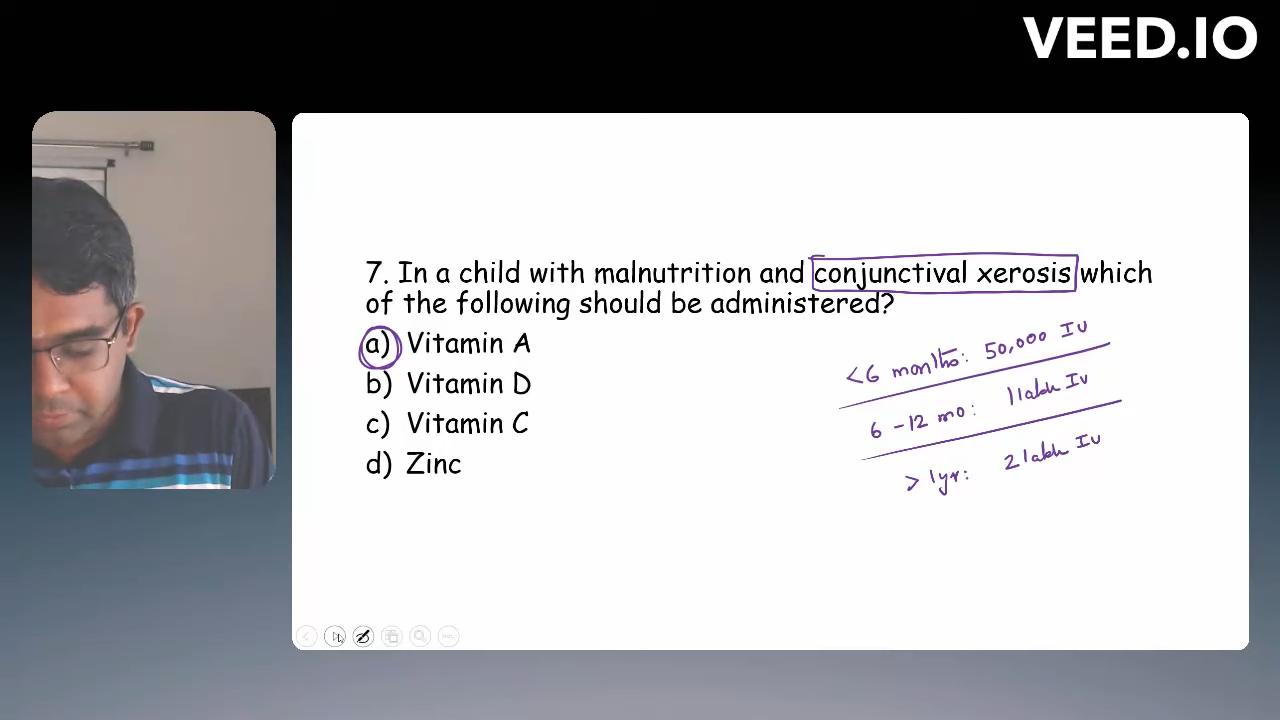 VEED.IO
7. In a child with malnutrition and conjunctival xerosis which
of the following should be administered?
a) Vitamin A
b) Vitamin D
c) Vitamin C
d) Zinc
<6 months: 50,000 IU
6-12 mo: 1 lakh IU
> 1yr: 2 lakh IU